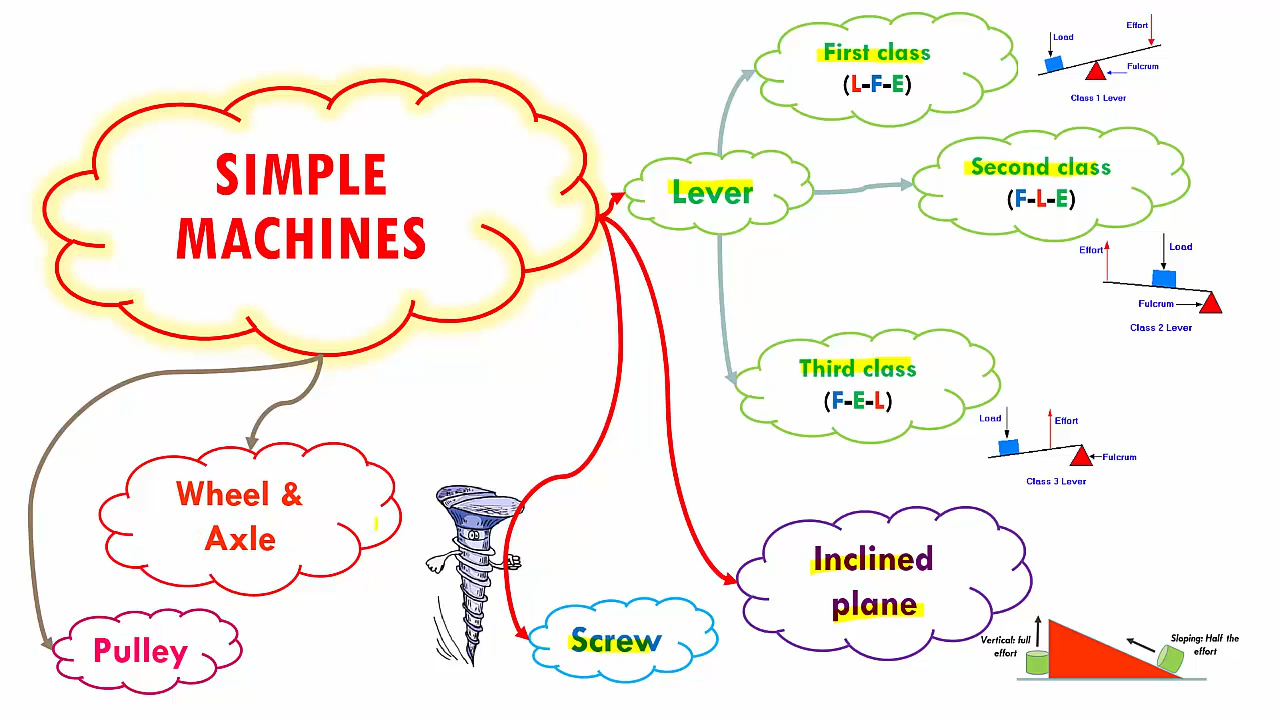 SIMPLE
MACHINES
Lever
First class
(L-F-E)
Load
Effort
Fulcrum
Class 1 Lever
Second class
(F-L-E)
Effort
Load
Fulcrum
Class 2 Lever
Third class
(F-E-L)
Load
Effort
Fulcrum
Class 3 Lever
Wheel &
Axle
Pulley
Screw
Inclined
plane
Vertical: full
effort
Sloping: Half the
effort